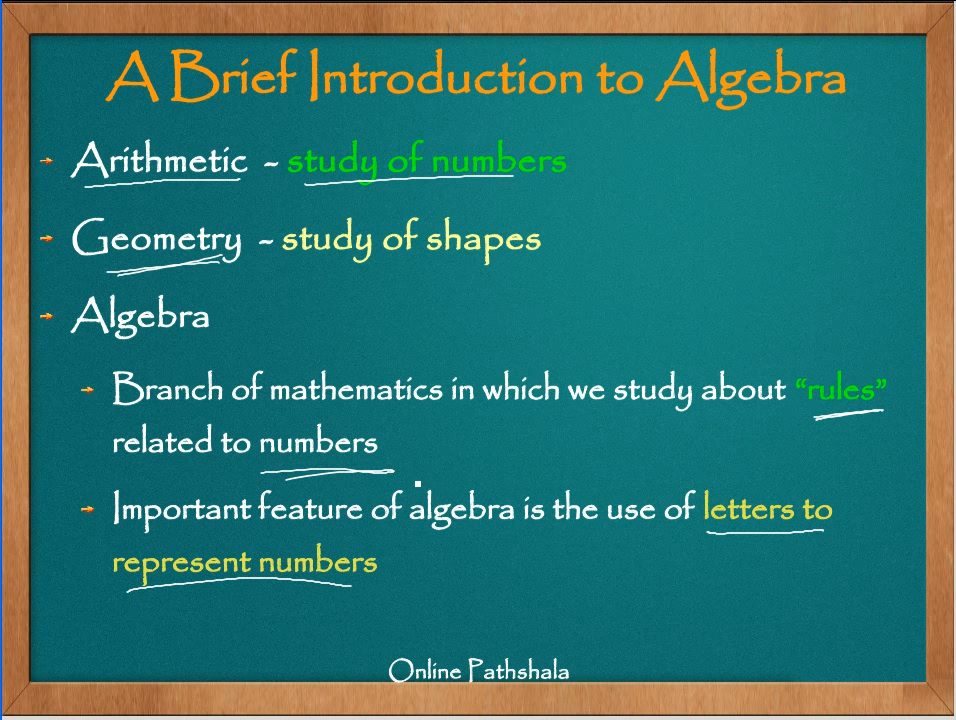 A Brief Introduction to Algebra
Arithmetic - study of numbers
Geometry - study of shapes
Algebra
Branch of mathematics in which we study about “rules”
related to numbers
Important feature of algebra is the use of letters to
represent numbers
Online Pathshala